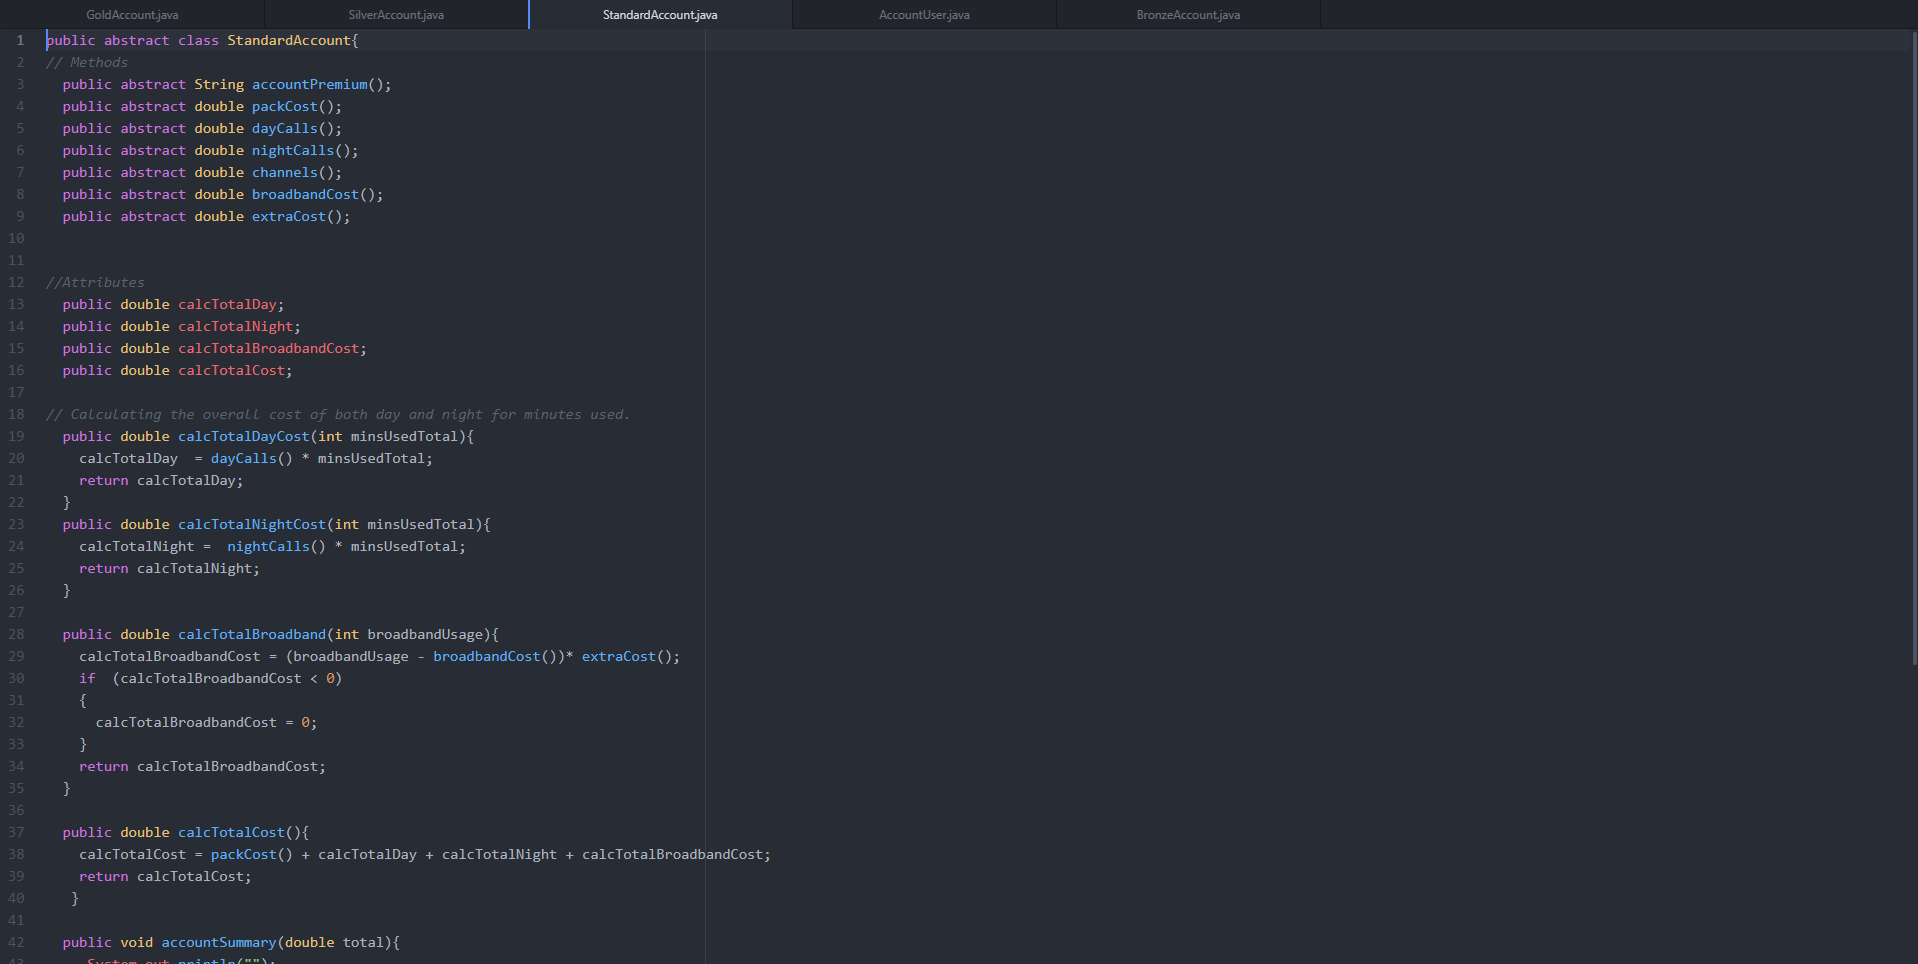 GoldAccount.java SilverAccount.java StandardAccount.java AccountUser.java BronzeAccount.java
1 public abstract class StandardAccount{
2 // Methods
3 public abstract String accountPremium();
4 public abstract double packCost();
5 public abstract double dayCalls();
6 public abstract double nightCalls();
7 public abstract double channels();
8 public abstract double broadbandCost();
9 public abstract double extraCost();
10
11
12 //Attributes
13 public double calcTotalDay;
14 public double calcTotalNight;
15 public double calcTotalBroadbandCost;
16 public double calcTotalCost;
17
18 // Calculating the overall cost of both day and night for minutes used.
19 public double calcTotalDayCost(int minsUsedTotal){
20 calcTotalDay  = dayCalls() * minsUsedTotal;
21 return calcTotalDay;
22 }
23 public double calcTotalNightCost(int minsUsedTotal){
24 calcTotalNight =  nightCalls() * minsUsedTotal;
25 return calcTotalNight;
26 }
27
28 public double calcTotalBroadband(int broadbandUsage){
29 calcTotalBroadbandCost = (broadbandUsage - broadbandCost())* extraCost();
30 if  (calcTotalBroadbandCost < 0)
31 {
32 calcTotalBroadbandCost = 0;
33 }
34 return calcTotalBroadbandCost;
35 }
36
37 public double calcTotalCost(){
38 calcTotalCost = packCost() + calcTotalDay + calcTotalNight + calcTotalBroadbandCost;
39 return calcTotalCost;
40 }
41
42 public void accountSummary(double total){
43 System.out.println("");